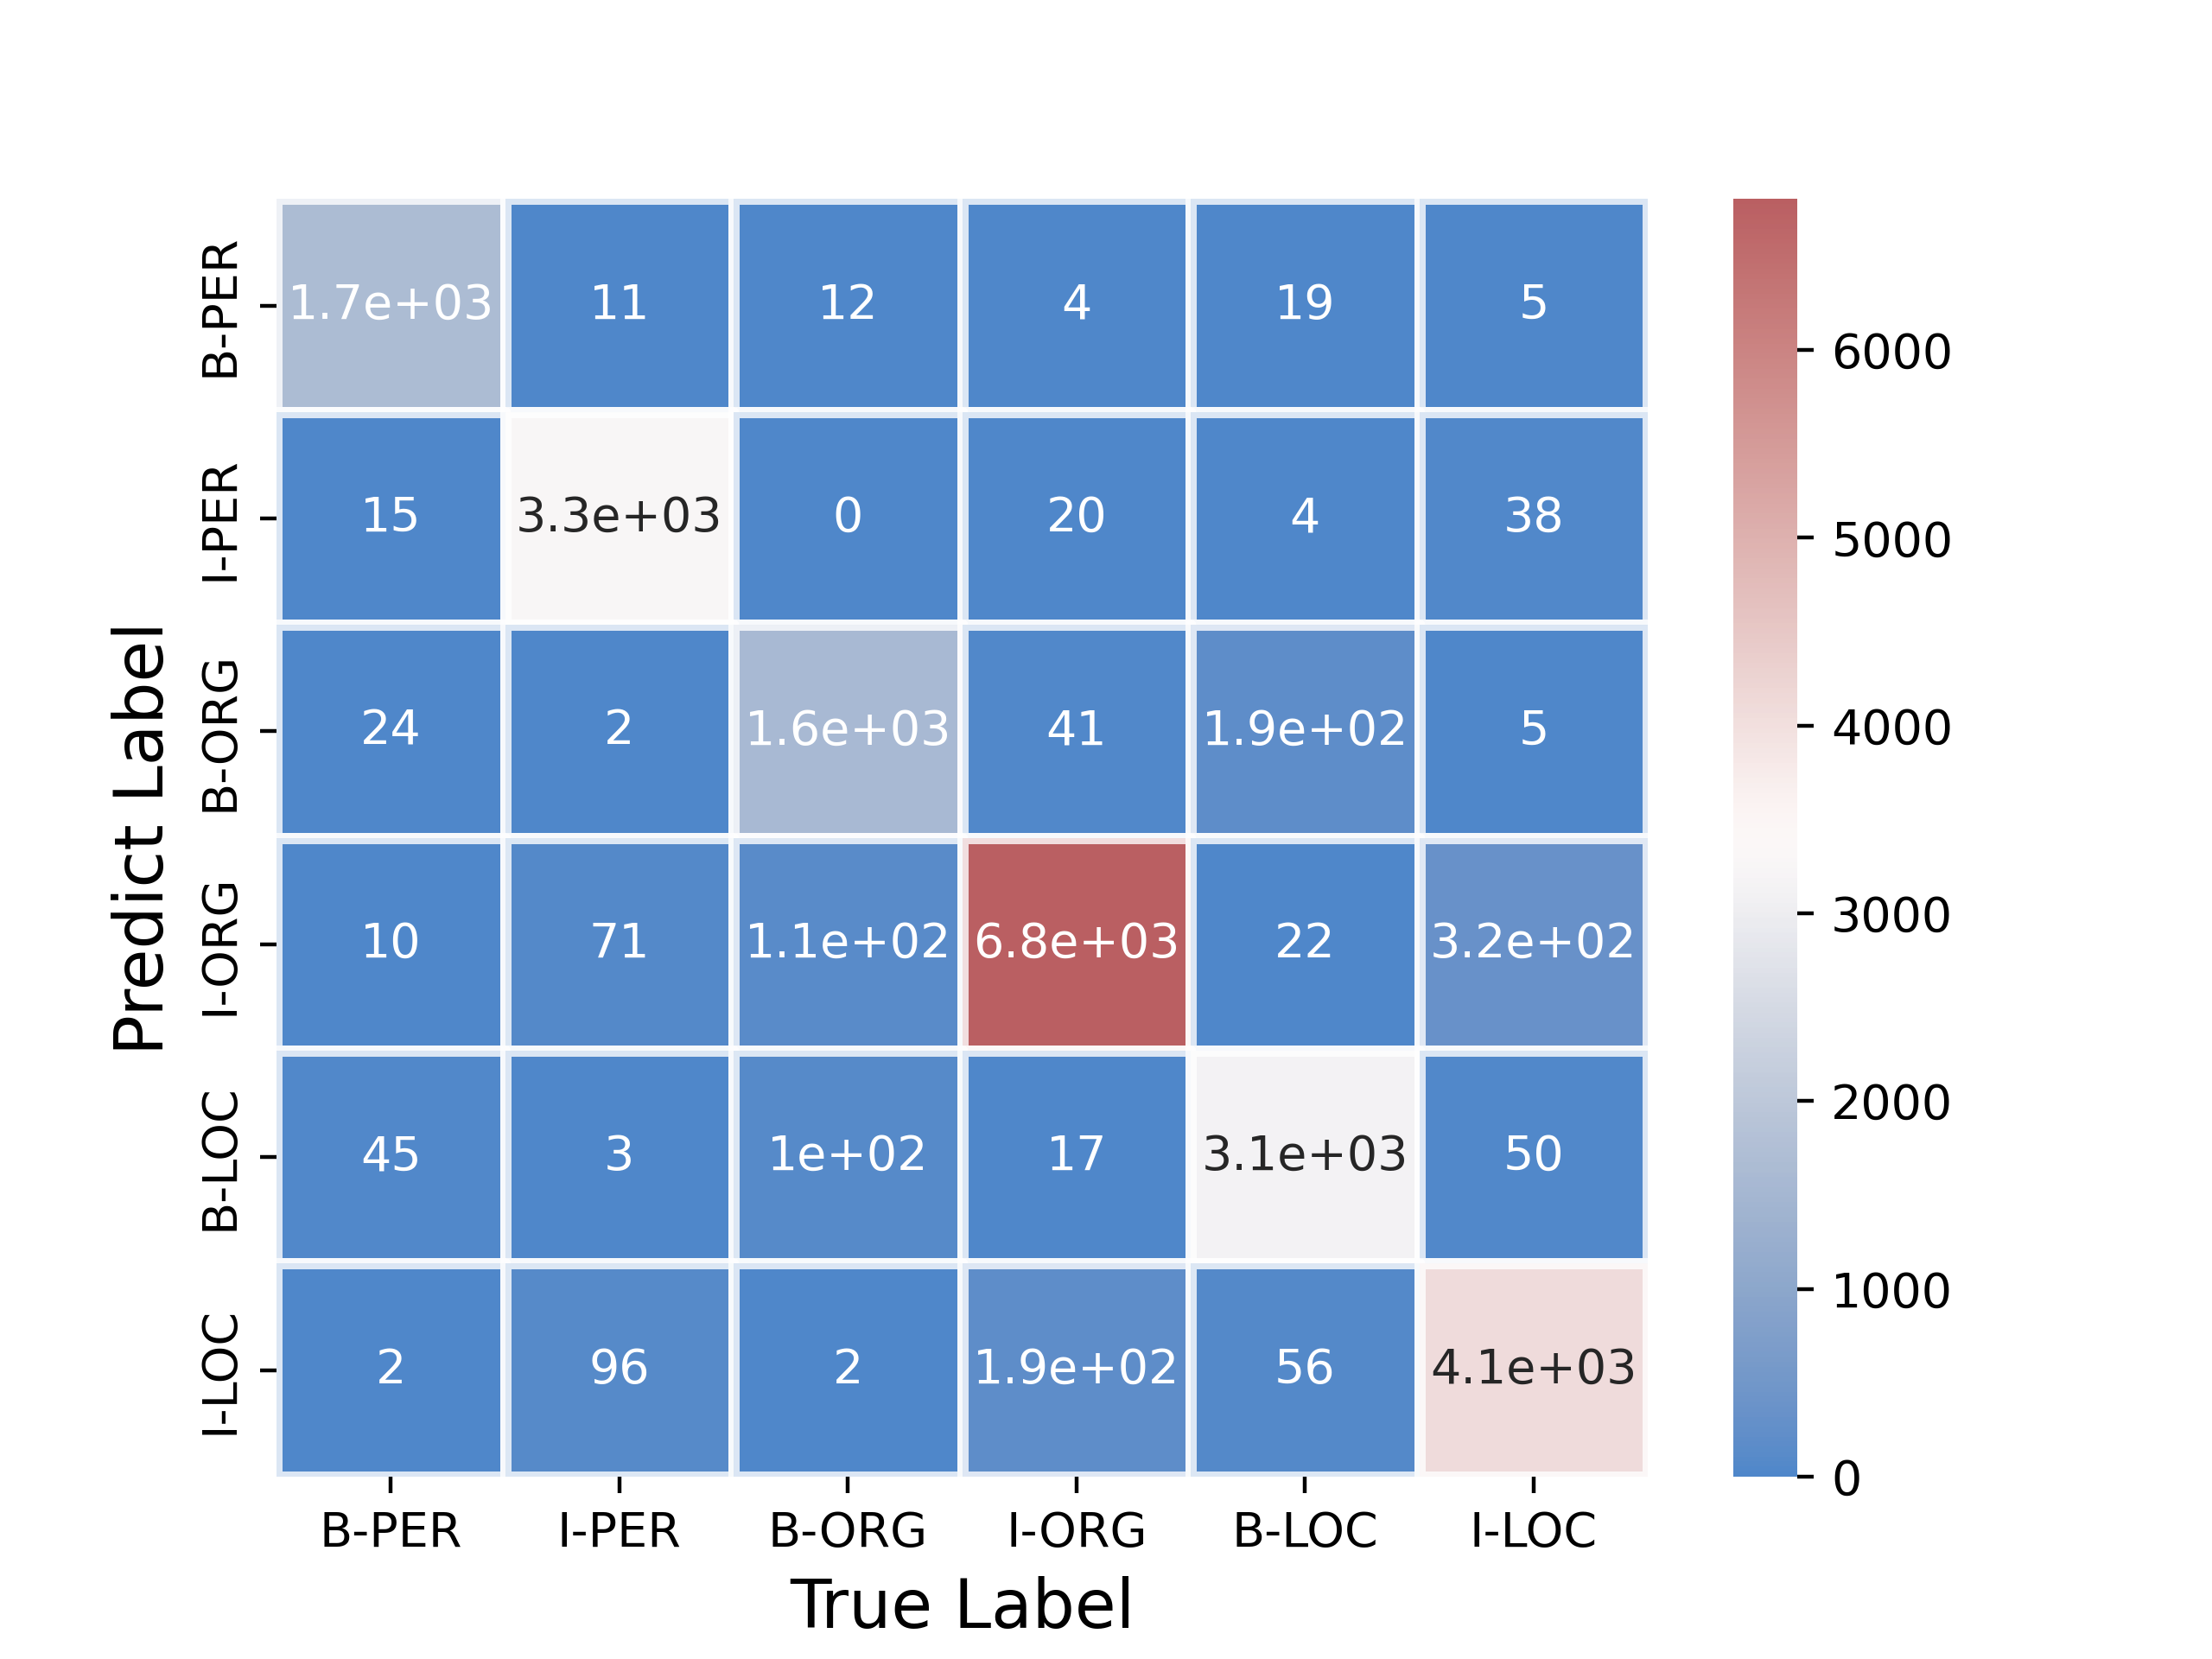 B-PER 1.7e+03 11 12 4 19 5
I-PER 15 3.3e+03 0 20 4 38
B-ORG 24 2 1.6e+03 41 1.9e+02 5
I-ORG 10 71 1.1e+02 6.8e+03 22 3.2e+02
B-LOC 45 3 1e+02 17 3.1e+03 50
I-LOC 2 96 2 1.9e+02 56 4.1e+03
B-PER I-PER B-ORG I-ORG B-LOC I-LOC
True Label
Predict Label
6000
5000
4000
3000
2000
1000
0